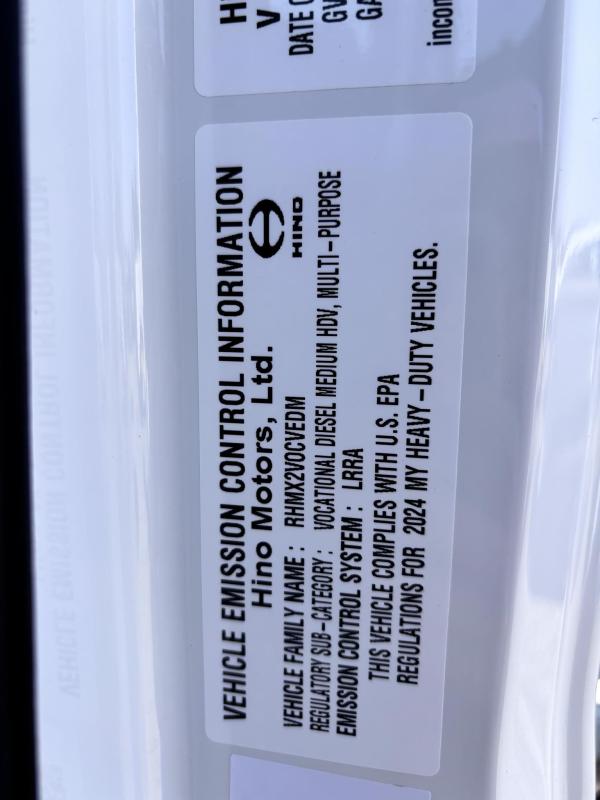 DATE O
GV
GA
incom
VEHICLE EMISSION CONTROL INFORMATION
Hino Motors, Ltd.
HINO
VEHICLE FAMILY NAME : RHMX2VOCVEDM
REGULATORY SUB-CATEGORY : VOCATIONAL DIESEL MEDIUM HDV, MULTI-PURPOSE
EMISSION CONTROL SYSTEM : LRRA
THIS VEHICLE COMPLIES WITH U.S. EPA
REGULATIONS FOR 2024 MY HEAVY-DUTY VEHICLES.